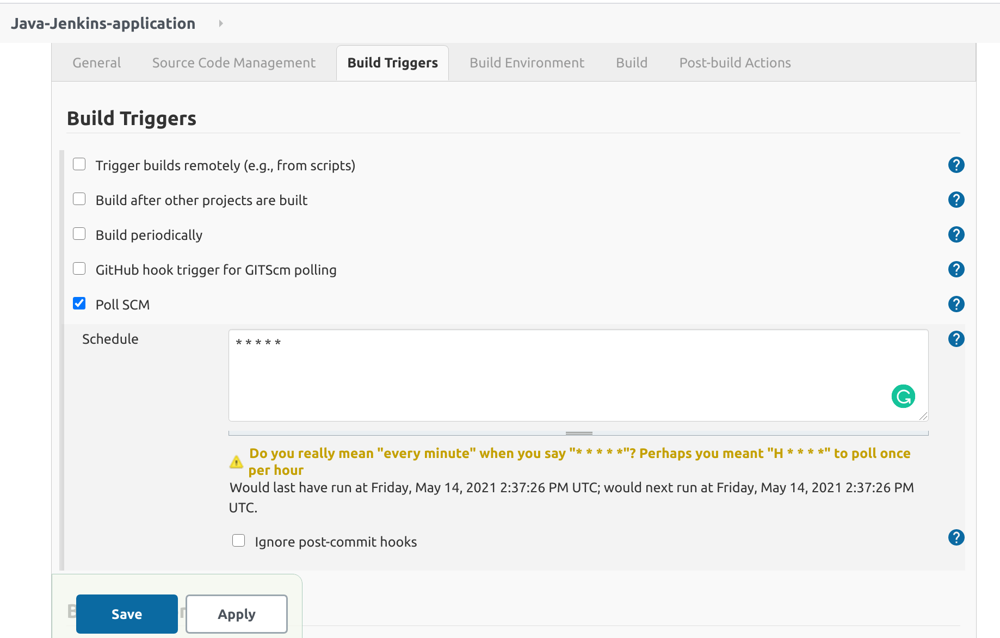 Java-Jenkins-application
General Source Code Management Build Triggers Build Environment Build Post-build Actions
Build Triggers
Trigger builds remotely (e.g., from scripts) ?
Build after other projects are built ?
Build periodically ?
GitHub hook trigger for GITScm polling ?
Poll SCM ?
Schedule * * * * * ?
Do you really mean "every minute" when you say "* * * * *"? Perhaps you meant "H * * * *" to poll once
per hour
Would last have run at Friday, May 14, 2021 2:37:26 PM UTC; would next run at Friday, May 14, 2021 2:37:26 PM
UTC.
Ignore post-commit hooks ?
Save Apply